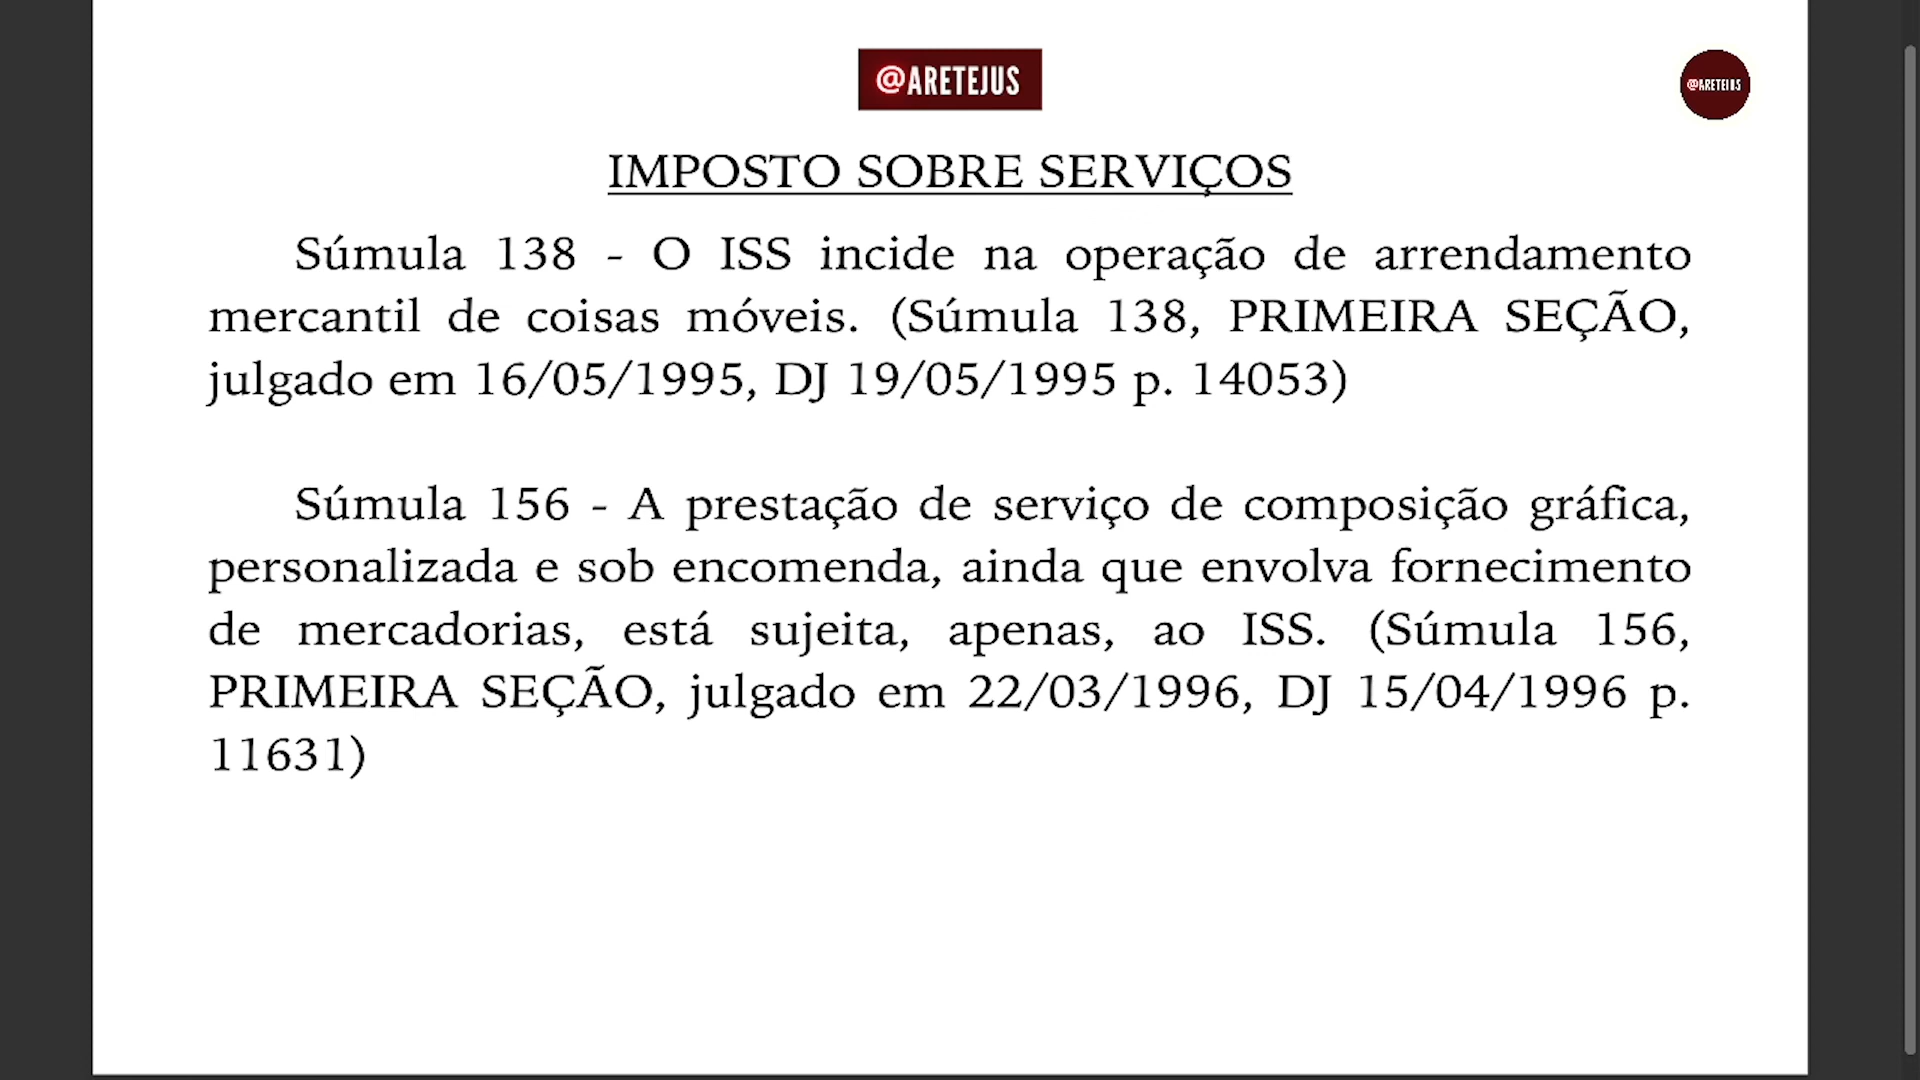 @ARETEJUS
@ARETEJUS
IMPOSTO SOBRE SERVIÇOS
Súmula 138 - O ISS incide na operação de arrendamento
mercantil de coisas móveis. (Súmula 138, PRIMEIRA SEÇÃO,
julgado em 16/05/1995, DJ 19/05/1995 p. 14053)
Súmula 156 - A prestação de serviço de composição gráfica,
personalizada e sob encomenda, ainda que envolva fornecimento
de mercadorias, está sujeita, apenas, ao ISS. (Súmula 156,
PRIMEIRA SEÇÃO, julgado em 22/03/1996, DJ 15/04/1996 p.
11631)